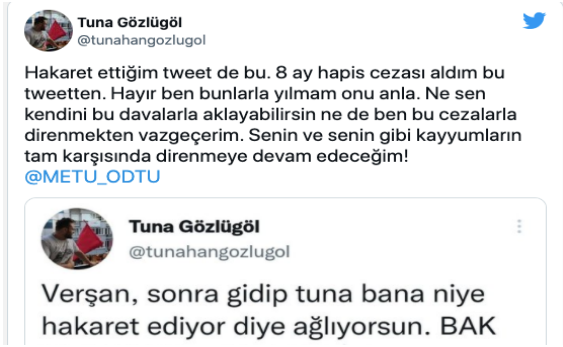 Tuna Gözlügöl
@tunahangozlugol
Hakaret ettiğim tweet de bu. 8 ay hapis cezası aldım bu
tweetten. Hayır ben bunlarla yılmam onu anla. Ne sen
kendini bu davalarla aklayabilirsin ne de ben bu cezalarla
direnmekten vazgeçerim. Senin ve senin gibi kayyumların
tam karşısında direnmeye devam edeceğim!
@METU_ODTU
Tuna Gözlügöl
@tunahangozlugol
Verşan, sonra gidip tuna bana niye
hakaret ediyor diye ağlıyorsun. BAK